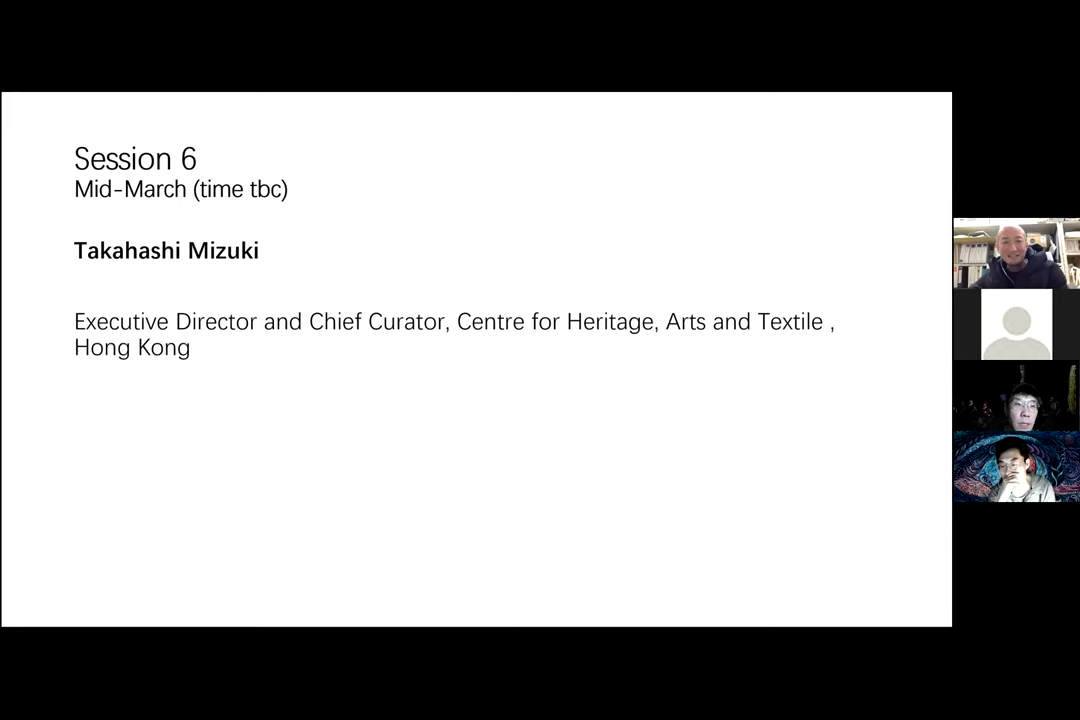 Session 6
Mid-March (time tbc)
Takahashi Mizuki
Executive Director and Chief Curator, Centre for Heritage, Arts and Textile ,
Hong Kong